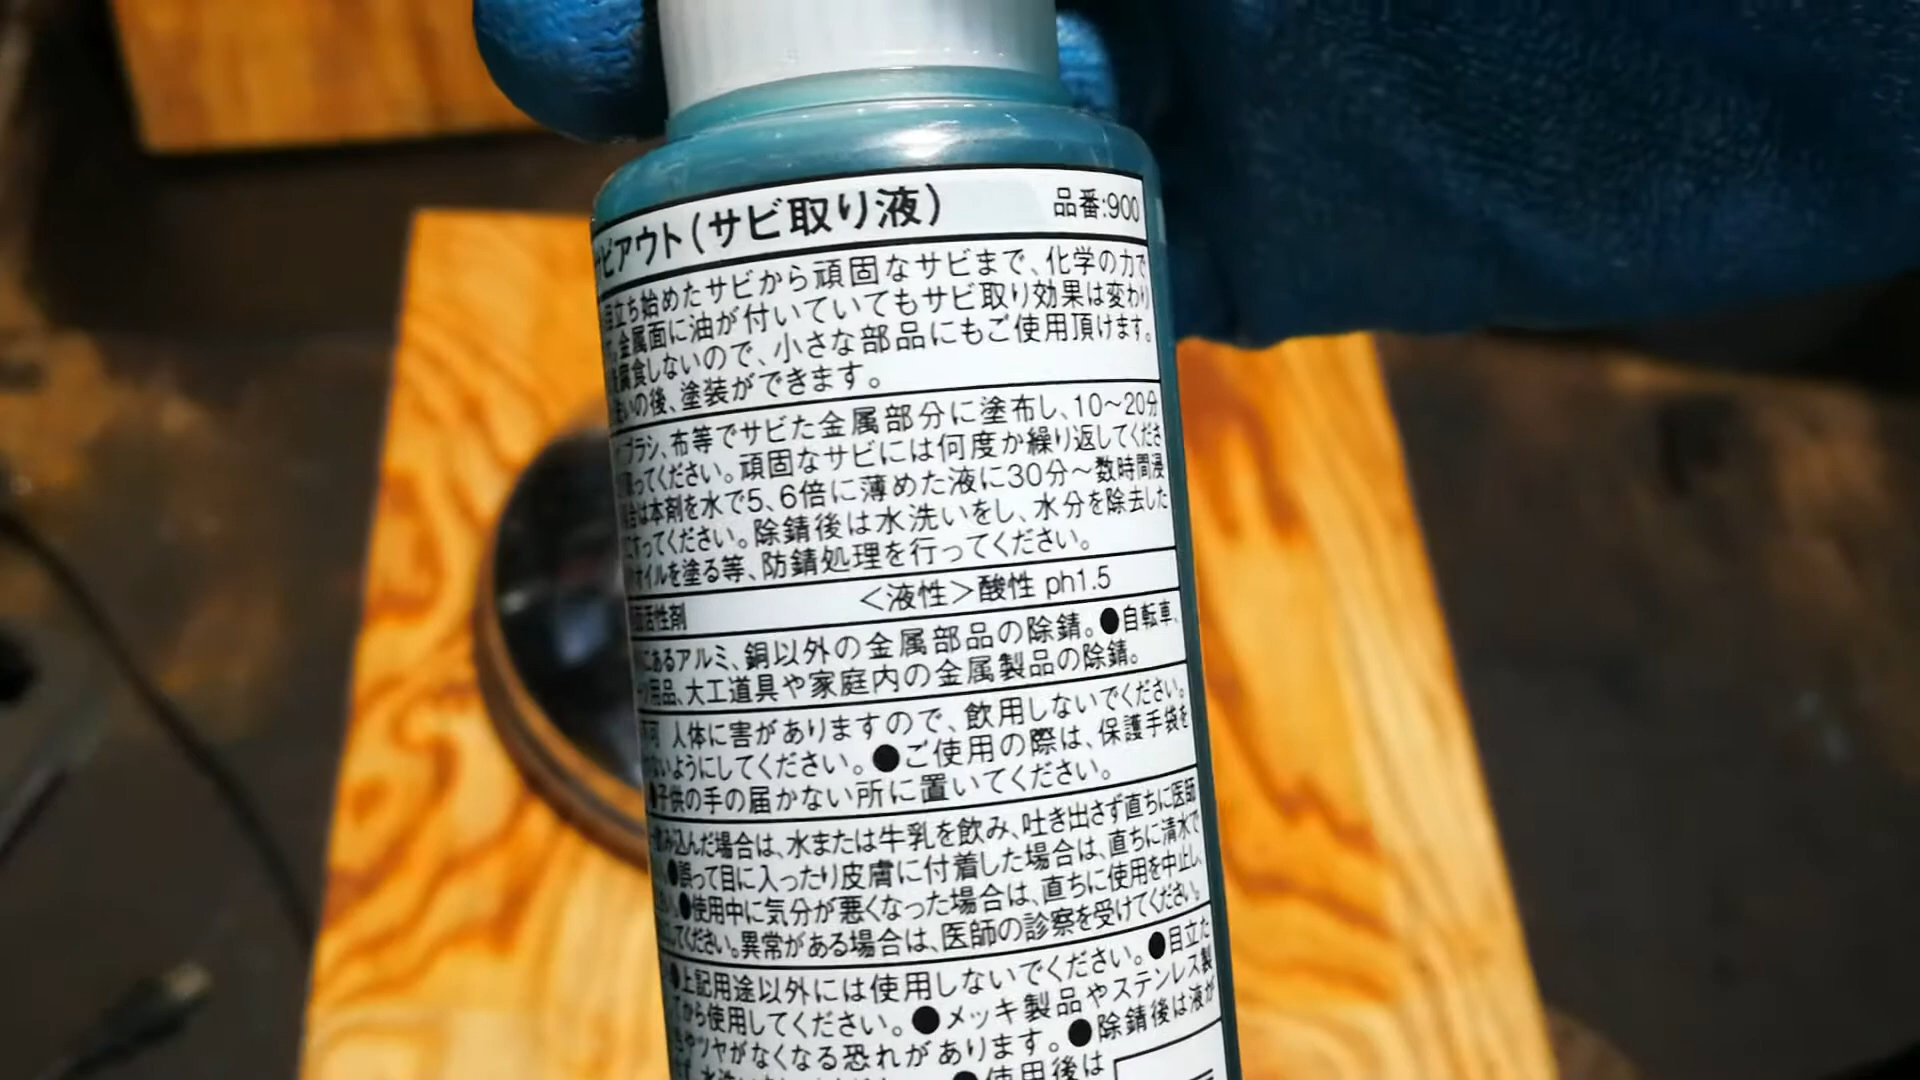 サビアウト(サビ取り液) 品番:900
目立ち始めたサビから頑固なサビまで、化学の力で
金属面に油が付いていてもサビ取り効果は変わり
腐食しないので、小さな部品にもご使用頂けます。
の後、塗装ができます。
ブラシ、布等でサビた金属部分に塗布し、10〜20分
ってください。頑固なサビには何度か繰り返してくださ
は本剤を水で5、6倍に薄めた液に30分〜数時間浸
ってください。除錆後は水洗いをし、水分を除去した
オイルを塗る等、防錆処理を行ってください。
面活性剤 <液性>酸性 ph1.5
にあるアルミ、銅以外の金属部品の除錆。●自転車、
用品、大工道具や家庭内の金属製品の除錆。
可 人体に害がありますので、飲用しないでください。
ないようにしてください。●ご使用の際は、保護手袋を
●子供の手の届かない所に置いてください。
飲み込んだ場合は、水または牛乳を飲み、吐き出さず直ちに医師
●誤って目に入ったり皮膚に付着した場合は、直ちに清水で
●使用中に気分が悪くなった場合は、直ちに使用を中止し、
してください。異常がある場合は、医師の診察を受けてください。
●上記用途以外には使用しないでください。●目立た
から使用してください。●メッキ製品やステンレス製
ツヤがなくなる恐れがあります。●除錆後は液が
●使用後は